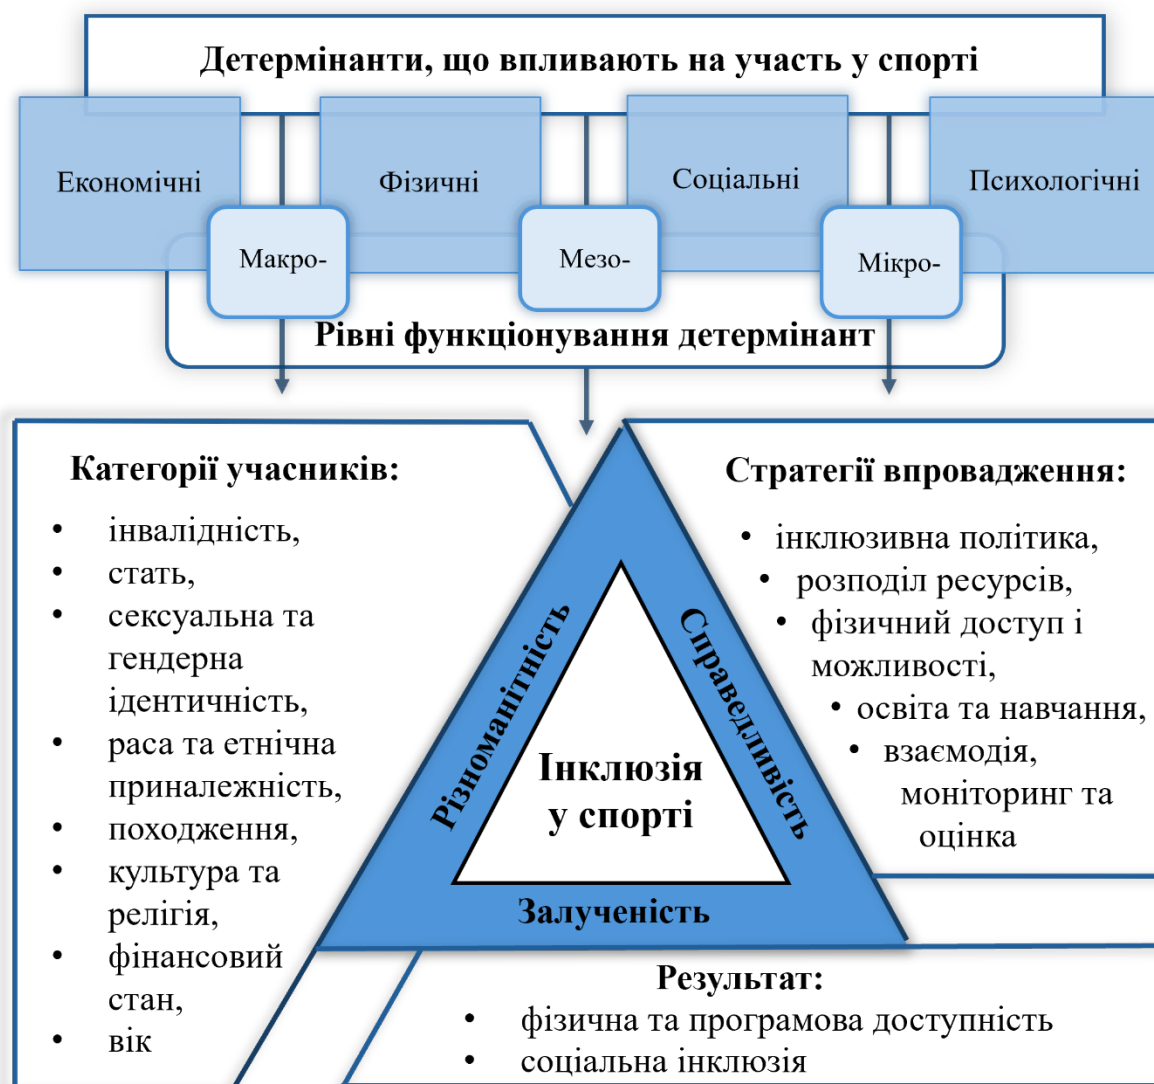 Детермінанти, що впливають на участь у спорті
Економічні
Фізичні
Соціальні
Психологічні
Макро-
Мезо-
Мікро-
Рівні функціонування детермінант
Категорії учасників:
• інвалідність,
• стать,
• сексуальна та
гендерна
ідентичність,
• раса та етнічна
приналежність,
• походження,
• культура та
релігія,
• фінансовий
стан,
• вік
Різноманітність
Справедливість
Залученість
Інклюзія
у спорті
Стратегії впровадження:
• інклюзивна політика,
• розподіл ресурсів,
• фізичний доступ і
можливості,
• освіта та навчання,
• взаємодія,
моніторинг та
оцінка
Результат:
• фізична та програмова доступність
• соціальна інклюзія